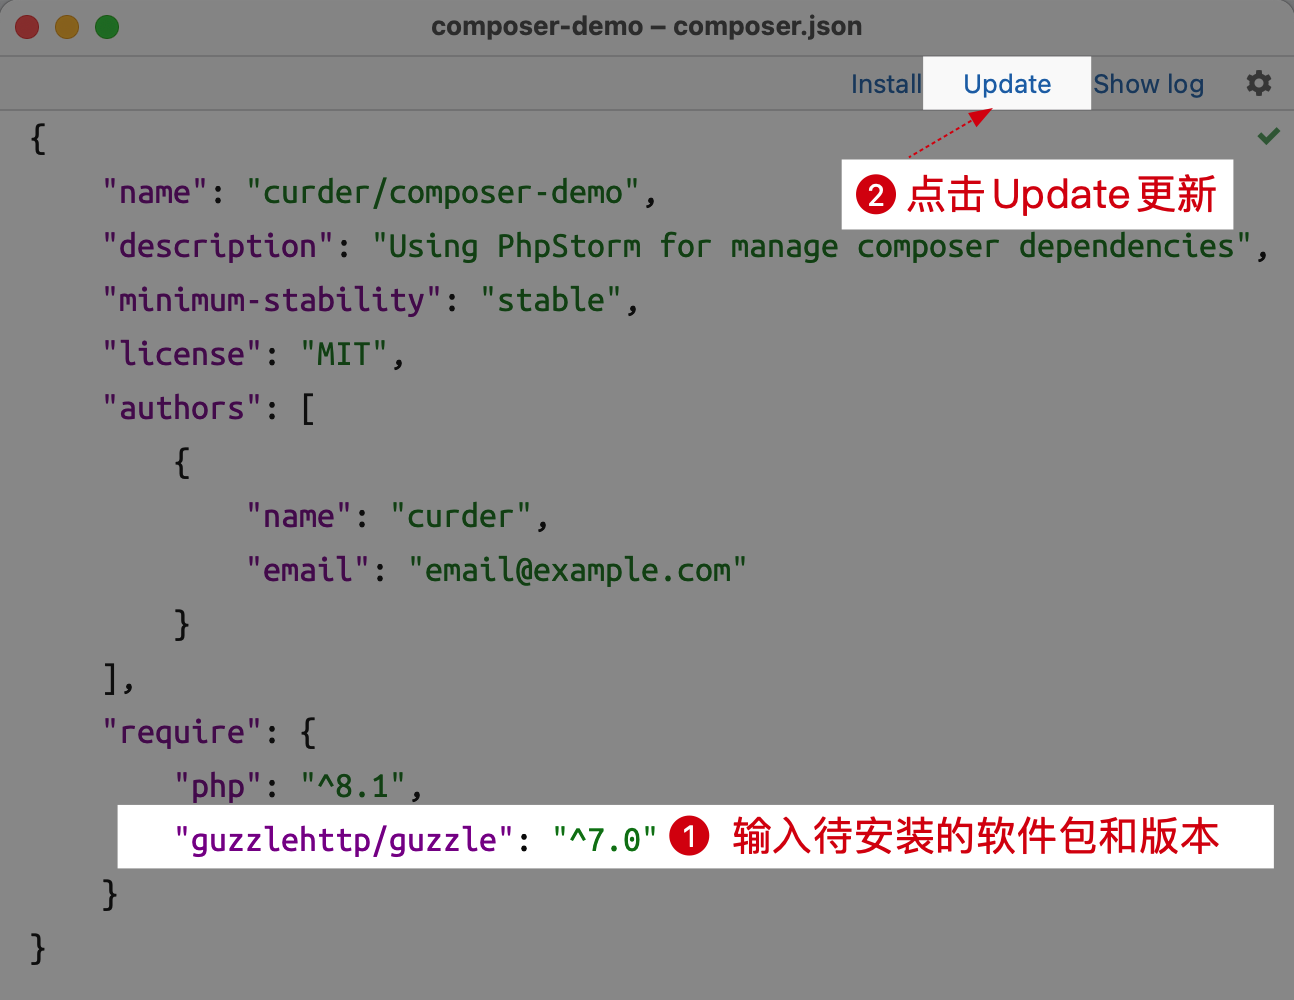 composer-demo – composer.json
Install Update Show log
{
❷ 点击 Update 更新
"name": "curder/composer-demo",
"description": "Using PhpStorm for manage composer dependencies",
"minimum-stability": "stable",
"license": "MIT",
"authors": [
{
"name": "curder",
"email": "email@example.com"
}
],
"require": {
"php": "^8.1",
"guzzlehttp/guzzle": "^7.0" ❶ 输入待安装的软件包和版本
}
}